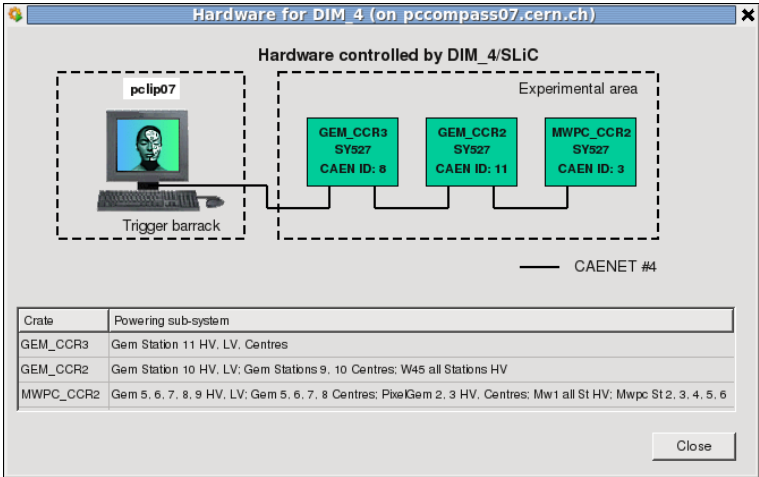 Hardware for DIM_4 (on pccompass07.cern.ch)
Hardware controlled by DIM_4/SLiC
pclip07
Experimental area
GEM_CCR3
SY527
CAEN ID: 6
GEM_CCR2
SY527
CAEN ID: 11
MWPC_CCR2
SY527
CAEN ID: 3
Trigger barrack
CAENET #4
Crate Powering sub-system
GEM_CCR3 Gem Station 11 HV, LV, Centres
GEM_CCR2 Gem Station 10 HV, LV; Gem Stations 9, 10 Centres; W45 all Stations HV
MWPC_CCR2 Gem 5, 6, 7, 8, 9 HV, LV; Gem 5, 6, 7, 8 Centres; PixelGem 2, 3 HV, Centres; Mw1 all St HV; Mwpc St 2, 3, 4, 5, 6
Close